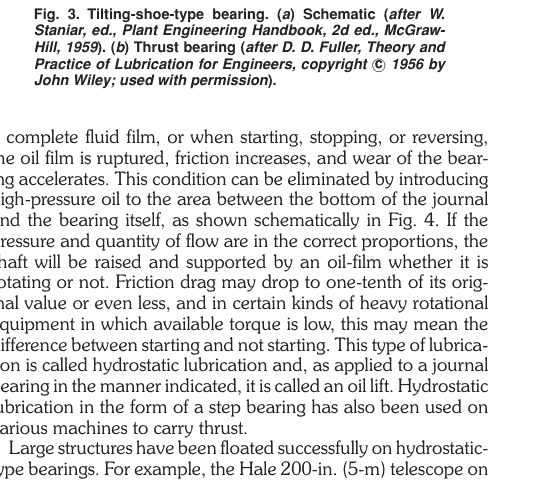 Fig. 3. Tilting-shoe-type bearing. (a) Schematic (after W.
Staniar, ed., Plant Engineering Handbook, 2d ed., McGraw-
Hill, 1959). (b) Thrust bearing (after D. D. Fuller, Theory and
Practice of Lubrication for Engineers, copyright © 1956 by
John Wiley; used with permission).
complete fluid film, or when starting, stopping, or reversing,
he oil film is ruptured, friction increases, and wear of the bear-
ng accelerates. This condition can be eliminated by introducing
igh-pressure oil to the area between the bottom of the journal
nd the bearing itself, as shown schematically in Fig. 4. If the
ressure and quantity of flow are in the correct proportions, the
haft will be raised and supported by an oil-film whether it is
otating or not. Friction drag may drop to one-tenth of its orig-
nal value or even less, and in certain kinds of heavy rotational
quipment in which available torque is low, this may mean the
ifference between starting and not starting. This type of lubrica-
on is called hydrostatic lubrication and, as applied to a journal
earing in the manner indicated, it is called an oil lift. Hydrostatic
ubrication in the form of a step bearing has also been used on
arious machines to carry thrust.
Large structures have been floated successfully on hydrostatic-
ype bearings. For example, the Hale 200-in. (5-m) telescope on